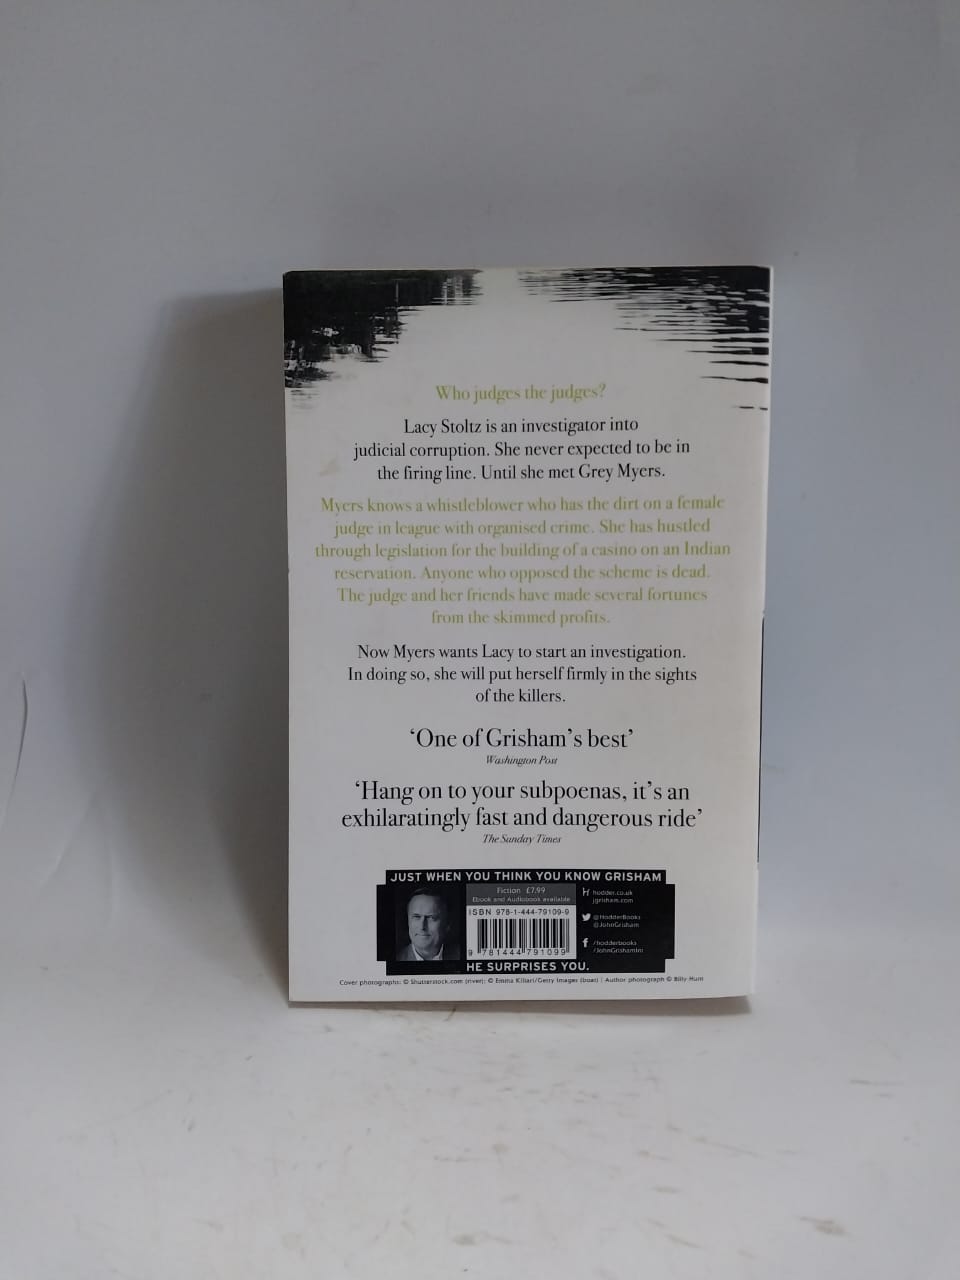 Who judges the judges?
Lacy Stoltz is an investigator into
judicial corruption. She never expected to be in
the firing line. Until she met Grey Myers.
Myers knows a whistleblower who has the dirt on a female
judge in league with organised crime. She has hustled
through legislation for the building of a casino on an Indian
reservation. Anyone who opposed the scheme is dead.
The judge and her friends have made several fortunes
from the skimmed profits.
Now Myers wants Lacy to start an investigation.
In doing so, she will put herself firmly in the sights
of the killers.
‘One of Grisham’s best’
Washington Post
‘Hang on to your subpoenas, it’s an
exhilaratingly fast and dangerous ride’
The Sunday Times
JUST WHEN YOU THINK YOU KNOW GRISHAM
Fiction £7.99
Ebook and Audiobook available
ISBN 978-1-444-79109-9
9 781444 791099
hodder.co.uk
jgrisham.com
@HodderBooks
@JohnGrisham
/hodderbooks
HE SURPRISES YOU.
Cover photographs: © Shutterstock.com (river); © Emma /Getty Images (boat) | Author photograph © Billy Hunt